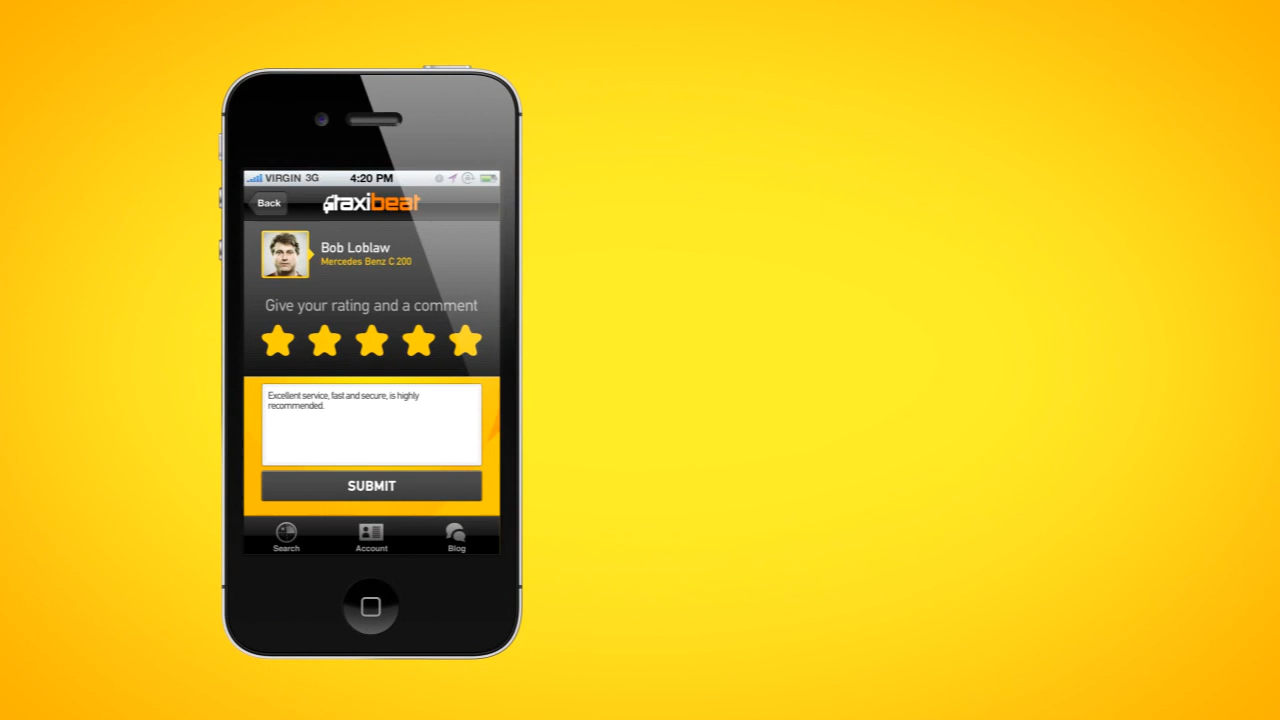 VIRGIN 3G 4:20 PM
Back taxibeat
Bob Loblaw
Mercedes Benz C 200
Give your rating and a comment
Excellent service, fast and secure, is highly
recommended.
SUBMIT
Search Account Blog